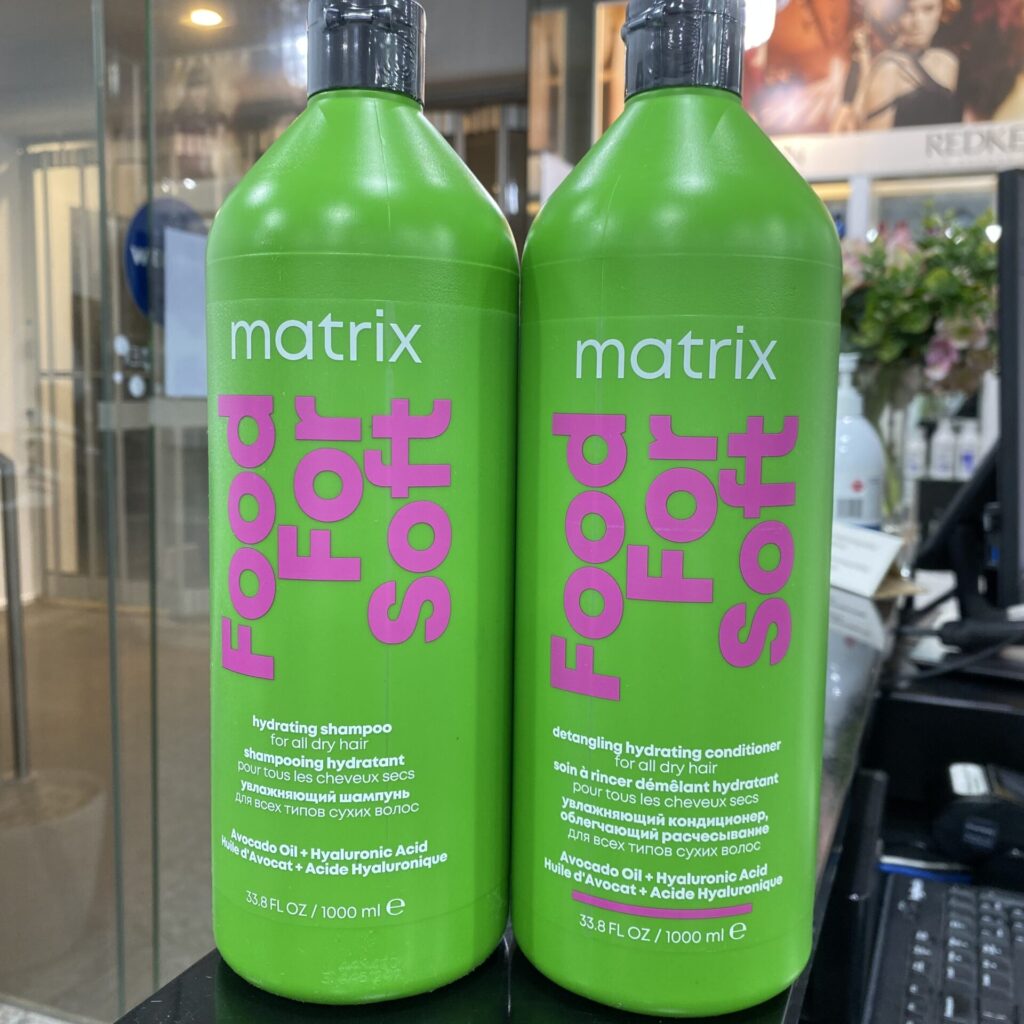 REDKE
matrix
Food
For
Soft
hydrating shampoo
for all dry hair
shampooing hydratant
pour tous les cheveux secs
увлажняющий шампунь
для всех типов сухих волос
Avocado Oil + Hyaluronic Acid
Huile d'Avocat + Acide Hyaluronique
33.8 FL OZ / 1000 ml e
matrix
Food
For
Soft
detangling hydrating conditioner
for all dry hair
soin à rincer démêlant hydratant
pour tous les cheveux secs
увлажняющий кондиционер,
облегчающий расчесывание
для всех типов сухих волос
Avocado Oil + Hyaluronic Acid
Huile d'Avocat + Acide Hyaluronique
33.8 FL OZ / 1000 ml e